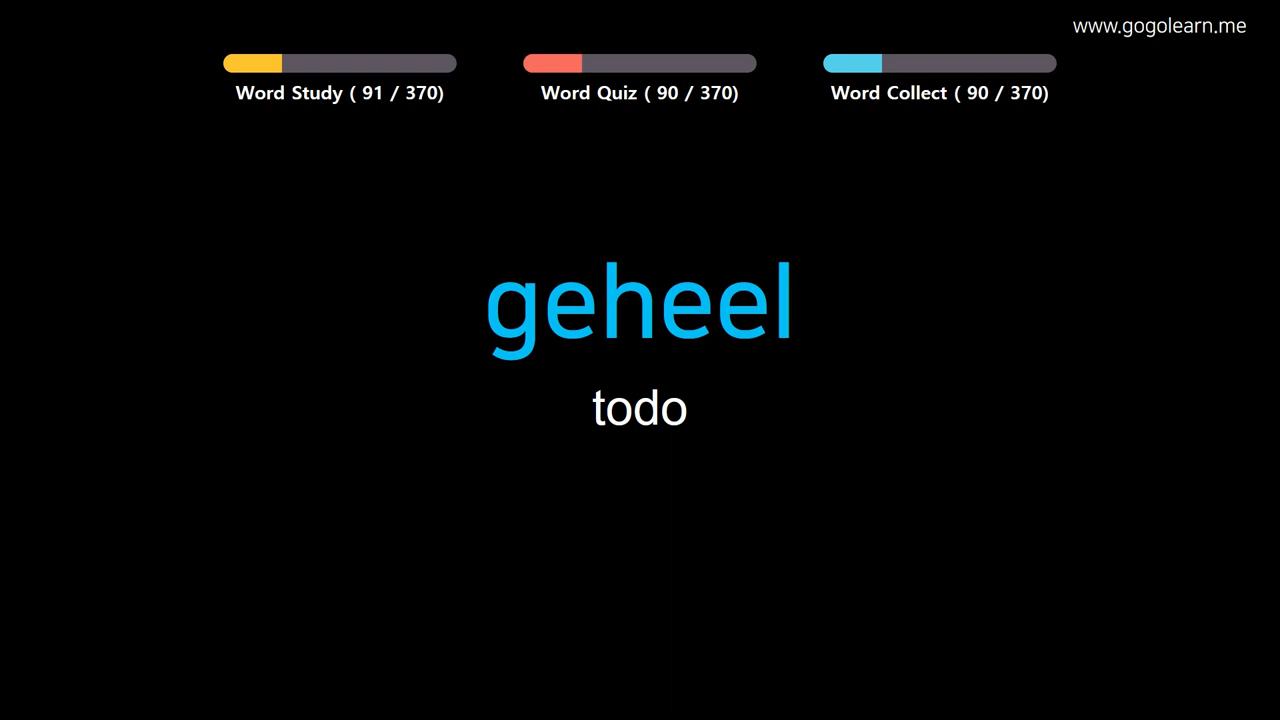 www.gogolearn.me
Word Study ( 91 / 370)
Word Quiz ( 90 / 370)
Word Collect ( 90 / 370)
geheel
todo